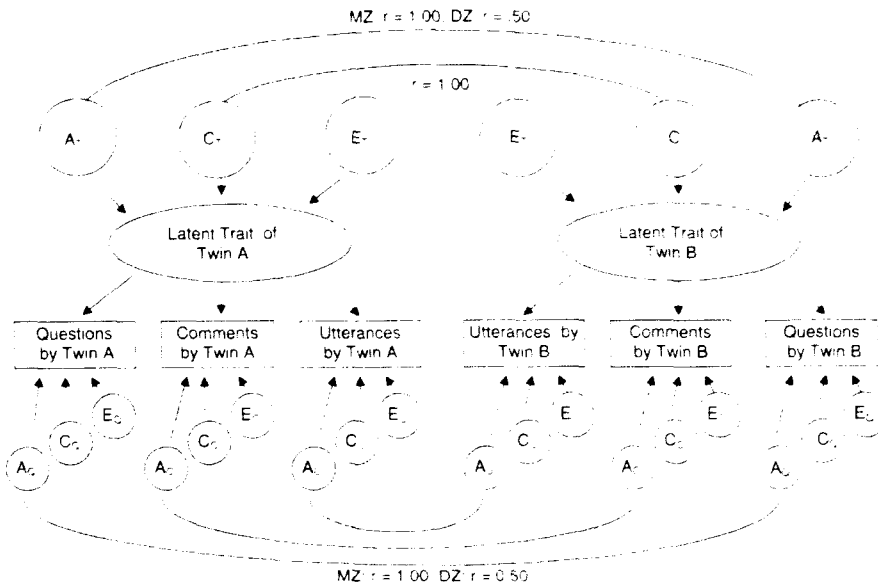 MZ: r = 1.00, DZ: r = .50
r = 1.00
A C E E C A
Latent Trait of
Twin A
Latent Trait of
Twin B
Questions
by Twin A
Comments
by Twin A
Utterances
by Twin A
Utterances by
Twin B
Comments
by Twin B
Questions
by Twin B
E E E E E E
C C C C C C
A A A A A A
MZ: r = 1.00, DZ: r = 0.50